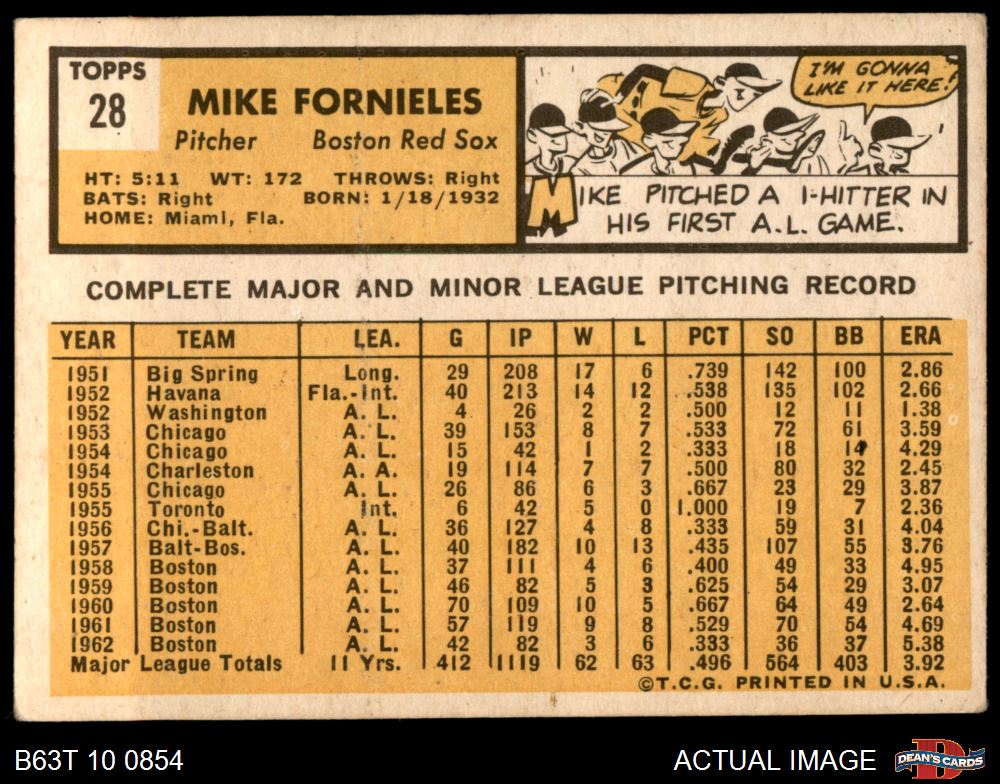 TOPPS
28
MIKE FORNIELES
Pitcher Boston Red Sox
HT: 5:11 WT: 172 THROWS: Right
BATS: Right BORN: 1/18/1932
HOME: Miami, Fla.
I'M GONNA
LIKE IT HERE!
MIKE PITCHED A 1-HITTER IN
HIS FIRST A.L. GAME.
COMPLETE MAJOR AND MINOR LEAGUE PITCHING RECORD
YEAR TEAM LEA. G IP W L PCT SO BB ERA
1951 Big Spring Long. 29 208 17 6 .739 142 100 2.86
1952 Havana Fla.-Int. 40 213 14 12 .538 135 102 2.66
1952 Washington A. L. 4 26 2 2 .500 12 11 1.38
1953 Chicago A. L. 39 153 8 7 .533 72 61 3.59
1954 Chicago A. L. 15 42 1 2 .333 18 14 4.29
1954 Charleston A. A. 19 114 7 7 .500 80 32 2.45
1955 Chicago A. L. 26 86 6 3 .667 23 29 3.87
1955 Toronto Int. 6 42 5 0 1.000 19 7 2.36
1956 Chi.-Balt. A. L. 36 127 4 8 .333 59 31 4.04
1957 Balt-Bos. A. L. 40 182 10 13 .435 107 55 3.76
1958 Boston A. L. 37 111 4 6 .400 49 33 4.95
1959 Boston A. L. 46 82 5 3 .625 54 29 3.07
1960 Boston A. L. 70 109 10 5 .667 64 49 2.64
1961 Boston A. L. 57 119 9 8 .529 70 54 4.69
1962 Boston A. L. 42 82 3 6 .333 36 37 5.38
Major League Totals 11 Yrs. 412 1119 62 63 .496 564 403 3.92
©T.C.G. PRINTED IN U.S.A.
B63T 10 0854 ACTUAL IMAGE D DEAN'S CARDS